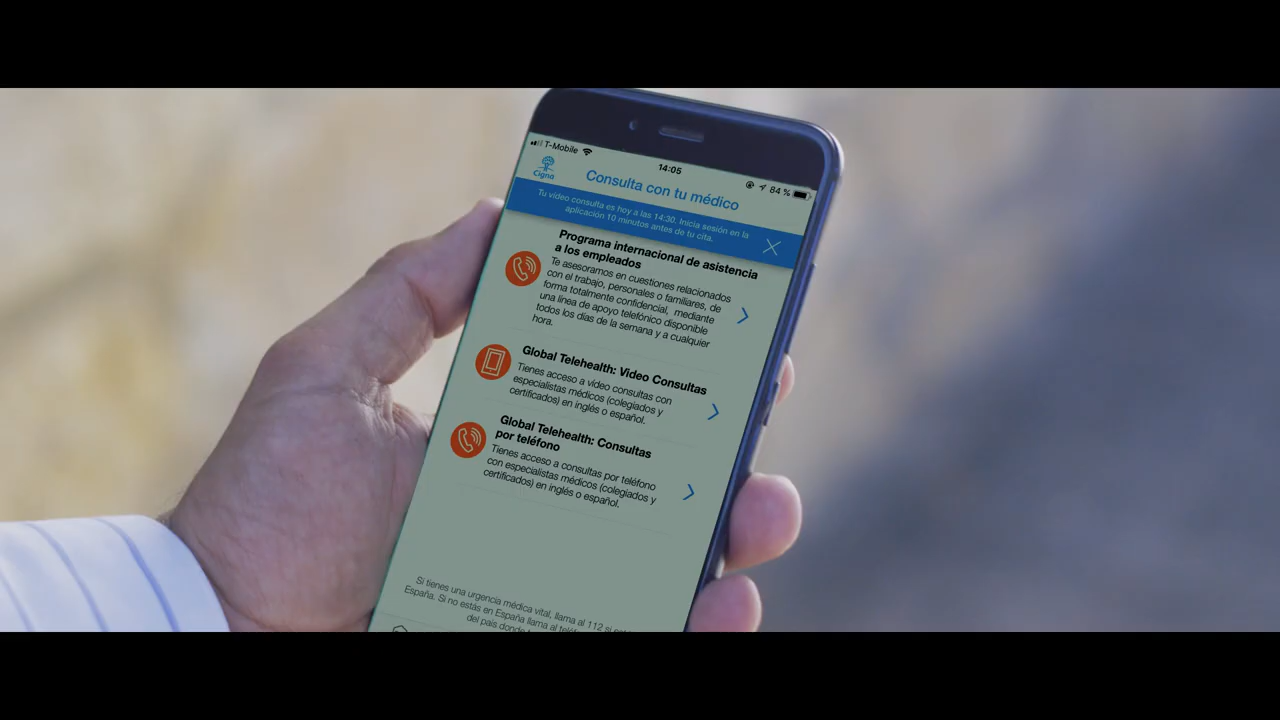 T-Mobile
14:05
84 %
Cigna
Consulta con tu médico
Tu vídeo consulta es hoy a las 14:30. Inicia sesión en la
aplicación 10 minutos antes de tu cita.
Programa internacional de asistencia
a los empleados
Te asesoramos en cuestiones relacionados
con el trabajo, personales o familiares, de
forma totalmente confidencial, mediante
una línea de apoyo telefónico disponible
todos los días de la semana y a cualquier
hora.
Global Telehealth: Video Consultas
Tienes acceso a vídeo consultas con
especialistas médicos (colegiados y
certificados) en inglés o español.
Global Telehealth: Consultas
por teléfono
Tienes acceso a consultas por teléfono
con especialistas médicos (colegiados y
certificados) en inglés o español.
Si tienes una urgencia médica vital, llama al 112 si
España. Si no estás en España llama al
del país donde